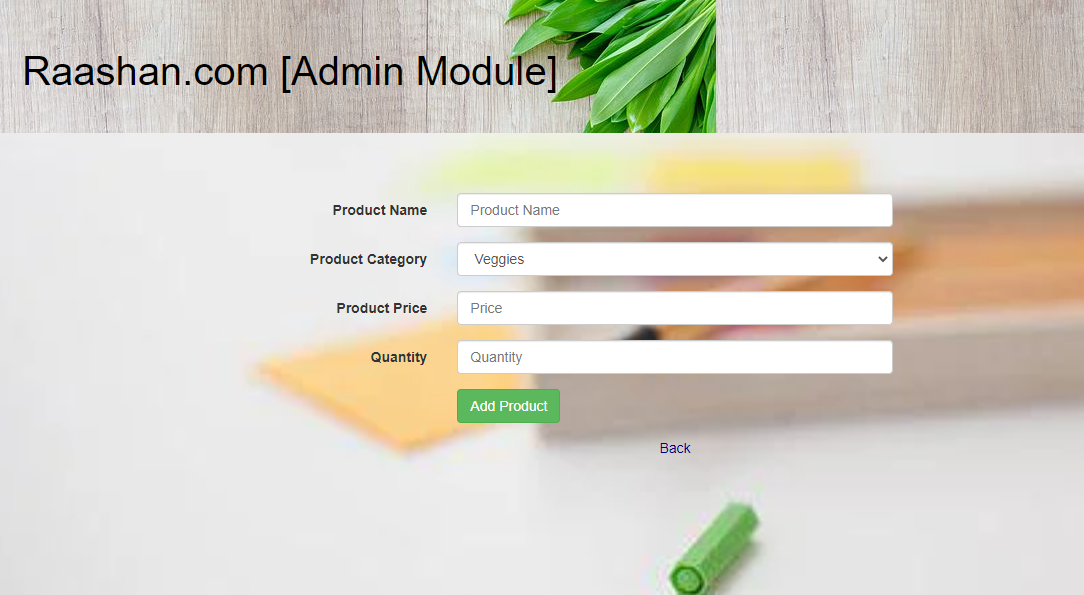 Raashan.com [Admin Module]
Product Name Product Name
Product Category Veggies
Product Price Price
Quantity Quantity
Add Product
Back